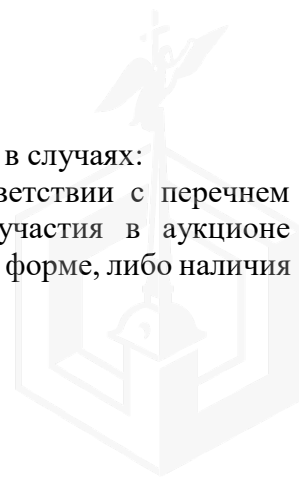 в случаях:
ветствии с перечнем
участия в аукционе
форме, либо наличия